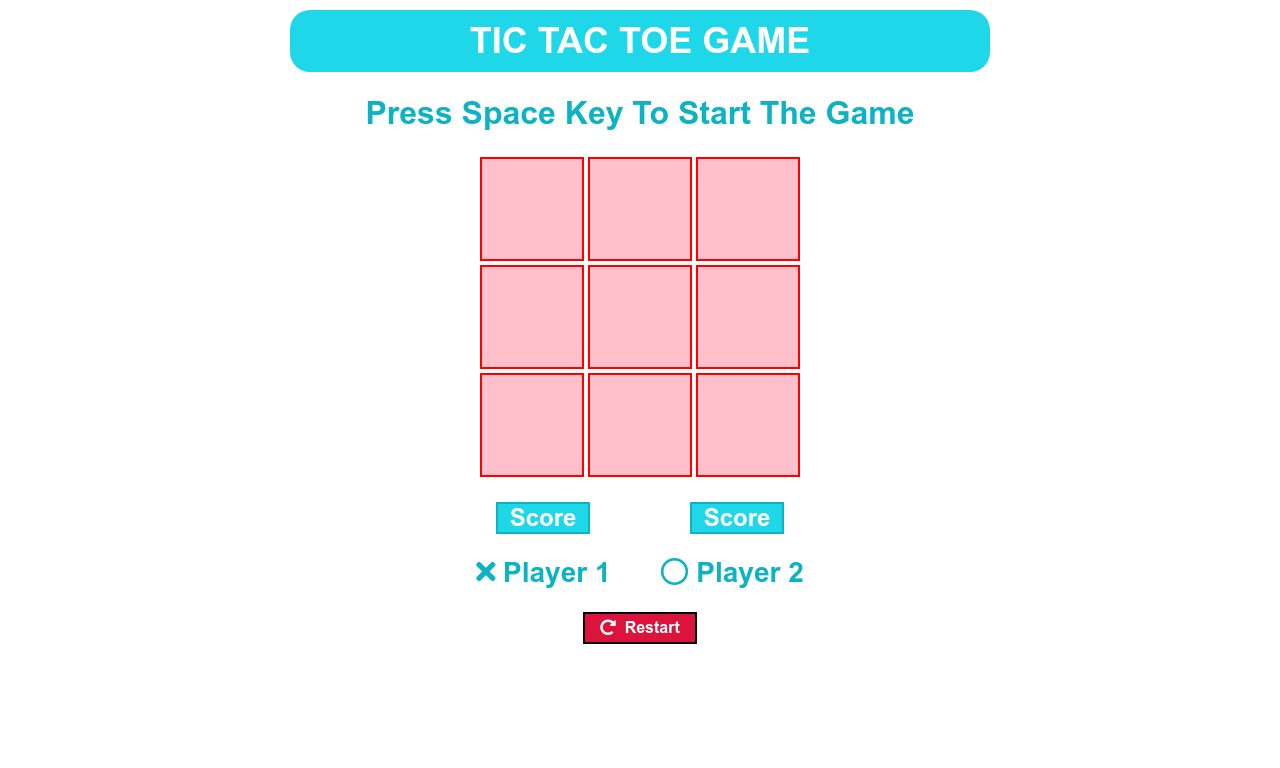 TIC TAC TOE GAME
Press Space Key To Start The Game
Score Score
Player 1 Player 2
Restart